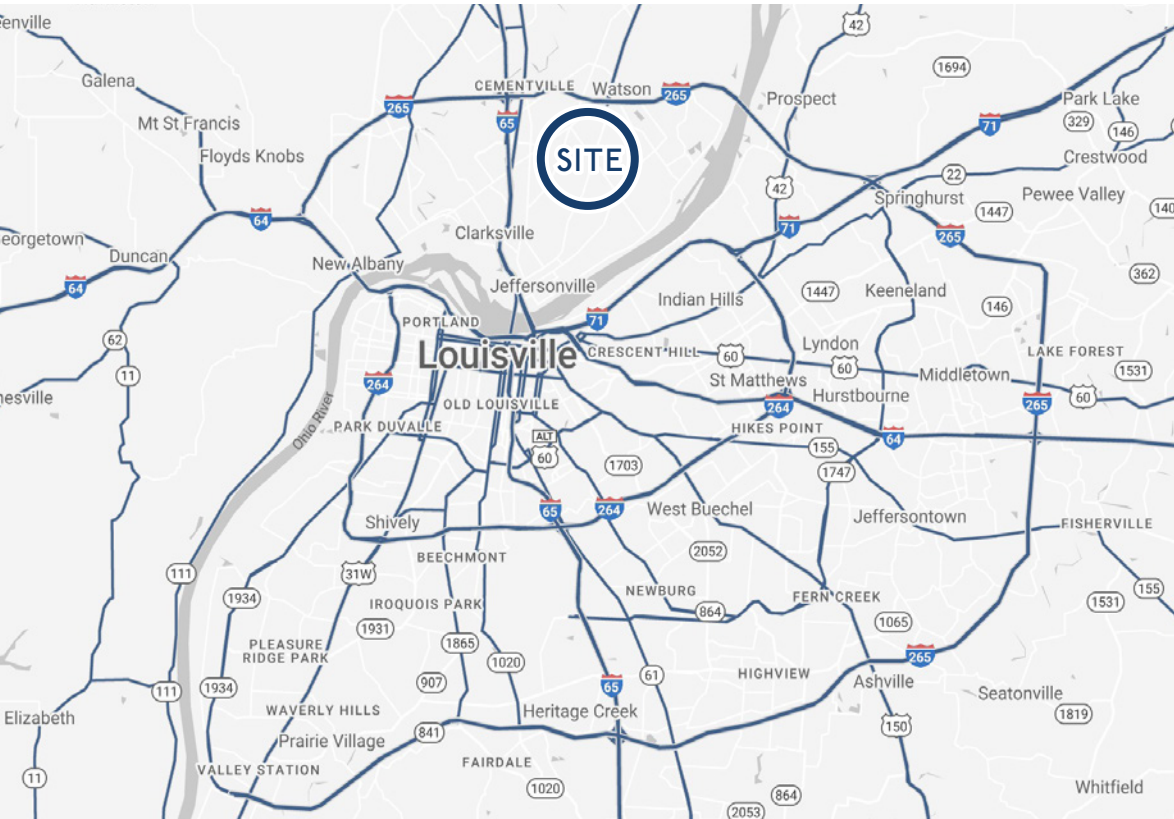 42
1694
Galena
CEMENTVILLE
Watson
265
265
Prospect
Park Lake
329
Mt St Francis
65
71
146
Floyds Knobs
SITE
Crestwood
22
42
Pewee Valley
Springhurst
1447
64
71
Clarksville
265
Duncan
New Albany
362
64
Jeffersonville
1447
Keeneland
Indian Hills
146
71
PORTLAND
62
Lyndon
Louisville
CRESCENT HILL
60
LAKE FOREST
60
1531
11
264
St Matthews
Middletown
Hurstbourne
60
OLD LOUISVILLE
264
265
Ohio River
PARK DUVALLE
HIKES POINT
ALT
60
64
155
1703
1747
65
264
West Buechel
Jeffersontown
Shively
FISHERVILLE
2052
BEECHMONT
111
31W
1934
NEWBURG
FERN CREEK
155
IROQUOIS PARK
864
1531
1931
1065
1865
PLEASURE
RIDGE PARK
1020
265
61
HIGHVIEW
907
65
Ashville
111
1934
Seatonville
WAVERLY HILLS
Heritage Creek
1819
Elizabeth
841
150
Prairie Village
FAIRDALE
VALLEY STATION
11
1020
864
Whitfield
2053